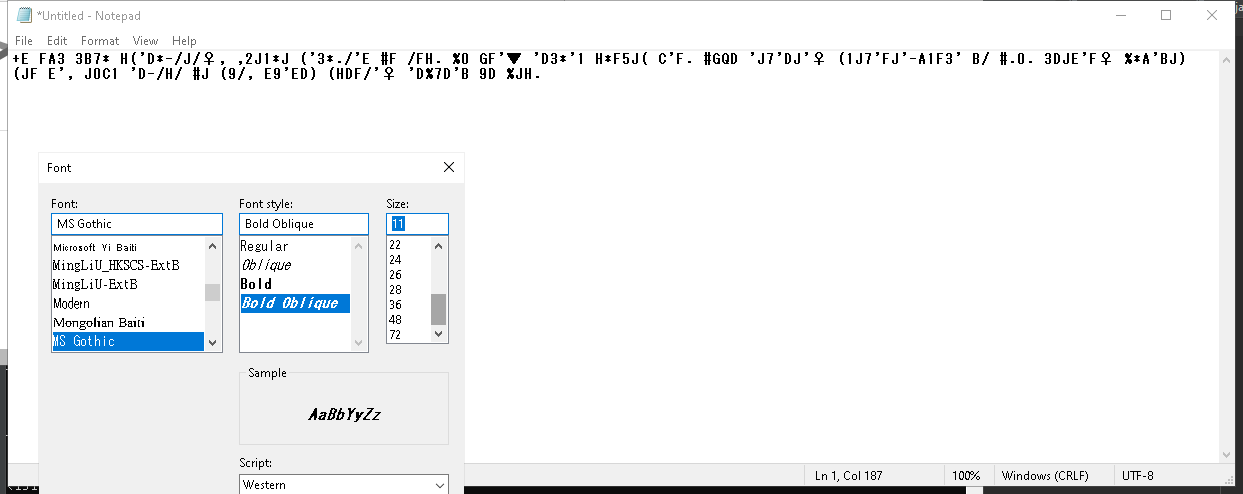 *Untitled - Notepad
File Edit Format View Help
+E FA3 3B7* H('D*-/J/♀, ,2J1*J ('3*./'E #F /FH. %0 GF'▼ 'D3*'1 H*F5J( C'F. #GQD 'J7'DJ'♀ (1J7'FJ'-A1F3' B/ #.0. 3DJE'F♀ %*A'BJ)
(JF E', JOC1 'D-/H/ #J (9/, E9'ED) (HDF/'♀ 'D%7D'B 9D %JH.
Font
Font:
Font style:
Size:
MS Gothic
Bold Oblique
11
Microsoft Yi Baiti
MingLiU_HKSCS-ExtB
MingLiU-ExtB
Modern
Mongolian Baiti
MS Gothic
Regular
Oblique
Bold
Bold Oblique
22
24
26
28
36
48
72
Sample
AaBbYyZz
Script:
Western
Ln 1, Col 187
100%
Windows (CRLF)
UTF-8